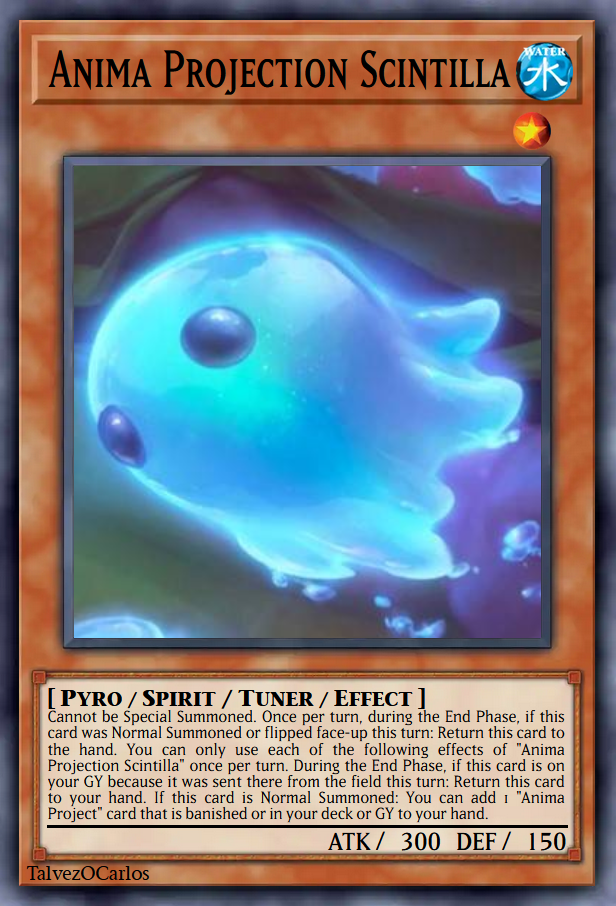 Anima Projection Scintilla
WATER
水
[ Pyro / Spirit / Tuner / Effect ]
Cannot be Special Summoned. Once per turn, during the End Phase, if this
card was Normal Summoned or flipped face-up this turn: Return this card to
the hand. You can only use each of the following effects of "Anima
Projection Scintilla" once per turn. During the End Phase, if this card is on
your GY because it was sent there from the field this turn: Return this card
to your hand. If this card is Normal Summoned: You can add 1 "Anima
Project" card that is banished or in your deck or GY to your hand.
ATK / 300 DEF / 150
TalvezOCarlos